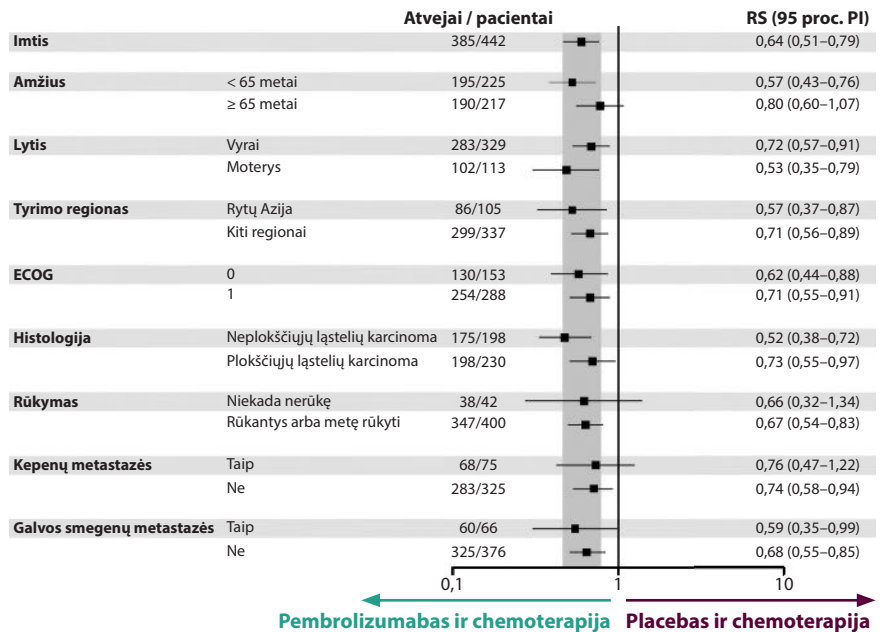 Atvejai / pacientai RS (95 proc. PI)
Imtis 385/442 0,64 (0,51–0,79)
Amžius < 65 metai 195/225 0,57 (0,43–0,76)
≥ 65 metai 190/217 0,80 (0,60–1,07)
Lytis Vyrai 283/329 0,72 (0,57–0,91)
Moterys 102/113 0,53 (0,35–0,79)
Tyrimo regionas Rytų Azija 86/105 0,57 (0,37–0,87)
Kiti regionai 299/337 0,71 (0,56–0,89)
ECOG 0 130/153 0,62 (0,44–0,88)
1 254/288 0,71 (0,55–0,91)
Histologija Neplokščiųjų ląstelių karcinoma 175/198 0,52 (0,38–0,72)
Plokščiųjų ląstelių karcinoma 198/230 0,73 (0,55–0,97)
Rūkymas Niekada nerūkę 38/42 0,66 (0,32–1,34)
Rūkantys arba metę rūkyti 347/400 0,67 (0,54–0,83)
Kepenų metastazės Taip 68/75 0,76 (0,47–1,22)
Ne 283/325 0,74 (0,58–0,94)
Galvos smegenų metastazės Taip 60/66 0,59 (0,35–0,99)
Ne 325/376 0,68 (0,55–0,85)
0,1 1 10
Pembrolizumabas ir chemoterapija Placebas ir chemoterapija